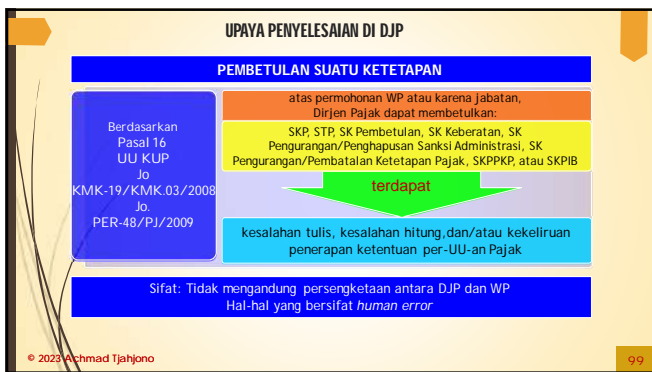 UPAYA PENYELESAIAN DI DJP
PEMBETULAN SUATU KETETAPAN
Berdasarkan
Pasal 16
UU KUP
Jo
KMK-19/KMK.03/2008
Jo.
PER-48/PJ/2009
atas permohonan WP atau karena jabatan,
Dirjen Pajak dapat membetulkan:
SKP, STP, SK Pembetulan, SK Keberatan, SK
Pengurangan/Penghapusan Sanksi Administrasi, SK
Pengurangan/Pembatalan Ketetapan Pajak, SKPPKP, atau SKPIB
terdapat
kesalahan tulis, kesalahan hitung,dan/atau kekeliruan
penerapan ketentuan per-UU-an Pajak
Sifat: Tidak mengandung persengketaan antara DJP dan WP
Hal-hal yang bersifat human error
© 2023 Achmad Tjahjono
99